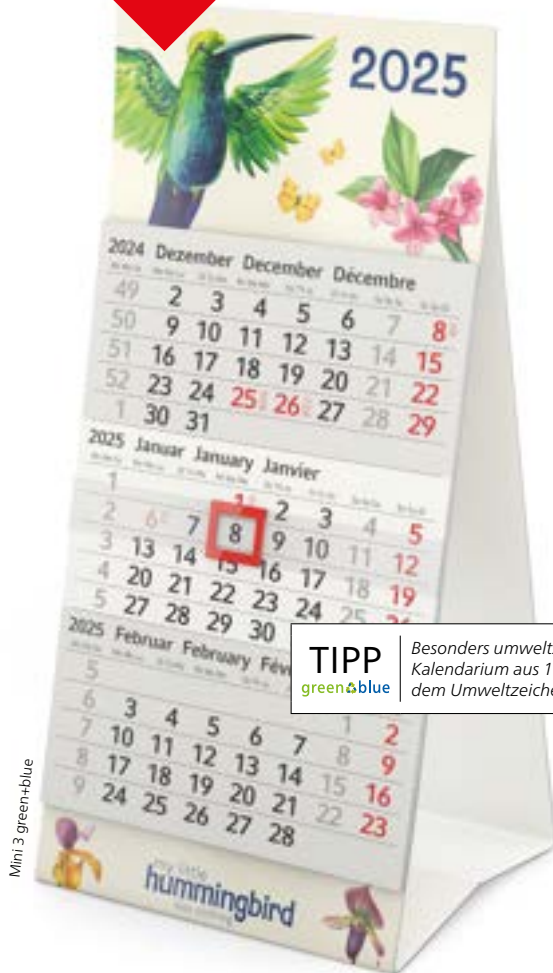 2025
2024 Dezember December Décembre
49 2 3 4 5 6 7 8
50 9 10 11 12 13 14 15
51 16 17 18 19 20 21 22
52 23 24 25 26 27 28 29
1 30 31
2025 Januar January Janvier
1 1 2 3 4 5
2 6 7 8 9 10 11 12
3 13 14 15 16 17 18 19
4 20 21 22 23 24 25
5 27 28 29 30
2025 Februar February Fév
5 1 2
6 3 4 5 6 7 8 9
7 10 11 12 13 14 15 16
8 17 18 19 20 21 22 23
9 24 25 26 27 28
my little
hummingbird
TIPP
green blue
Besonders umwelt
Kalendarium aus 1
dem Umweltzeiche
Mini 3 green+blue